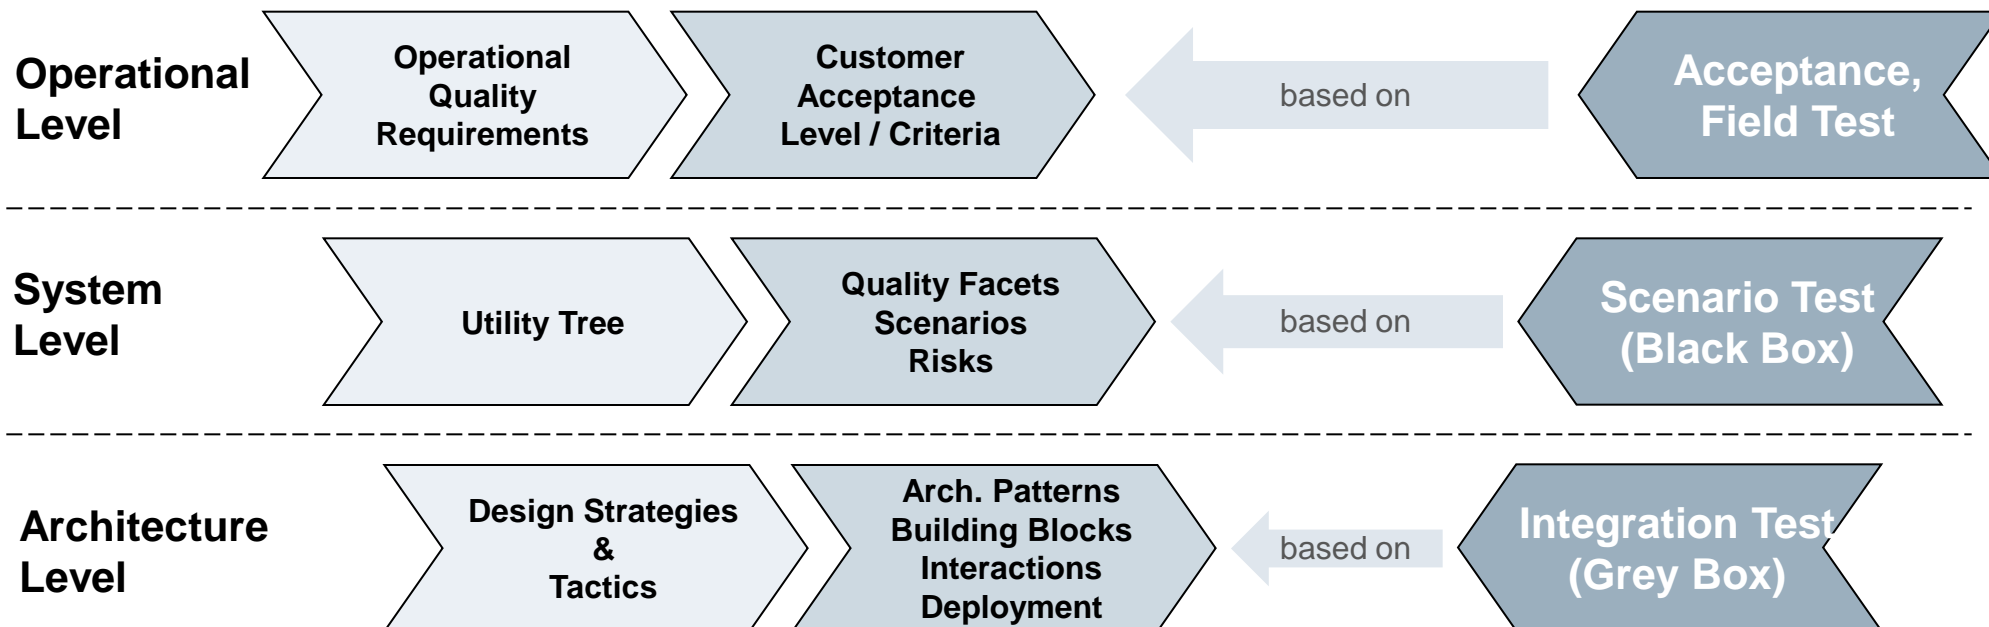 Operational
Level
Operational
Quality
Requirements
Customer
Acceptance
Level / Criteria
based on
Acceptance,
Field Test
System
Level
Utility Tree
Quality Facets
Scenarios
Risks
based on
Scenario Test
(Black Box)
Architecture
Level
Design Strategies
&
Tactics
Arch. Patterns
Building Blocks
Interactions
Deployment
based on
Integration Test
(Grey Box)